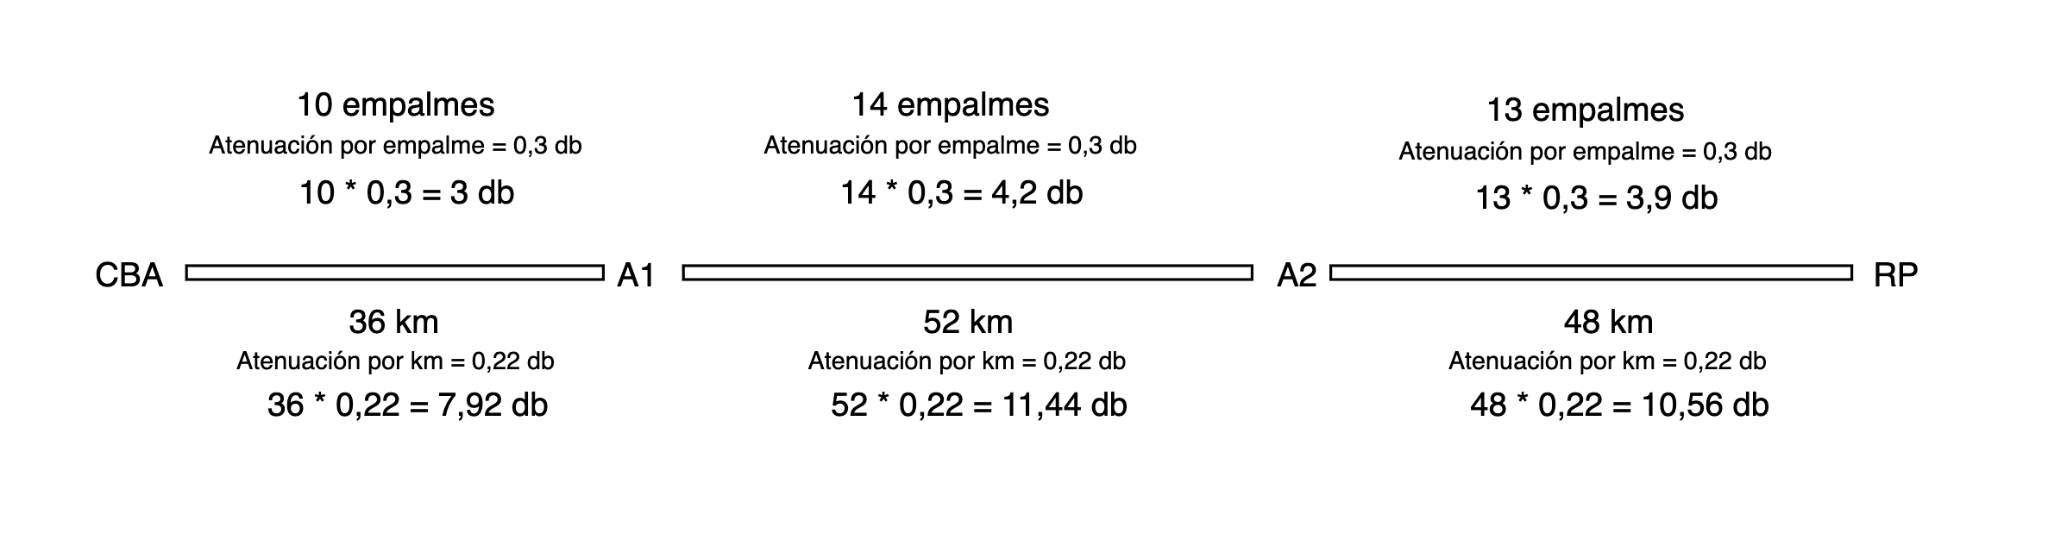 10 empalmes
Atenuación por empalme = 0,3 db
10 * 0,3 = 3 db
14 empalmes
Atenuación por empalme = 0,3 db
14 * 0,3 = 4,2 db
13 empalmes
Atenuación por empalme = 0,3 db
13 * 0,3 = 3,9 db
CBA
A1
A2
RP
36 km
Atenuación por km = 0,22 db
36 * 0,22 = 7,92 db
52 km
Atenuación por km = 0,22 db
52 * 0,22 = 11,44 db
48 km
Atenuación por km = 0,22 db
48 * 0,22 = 10,56 db